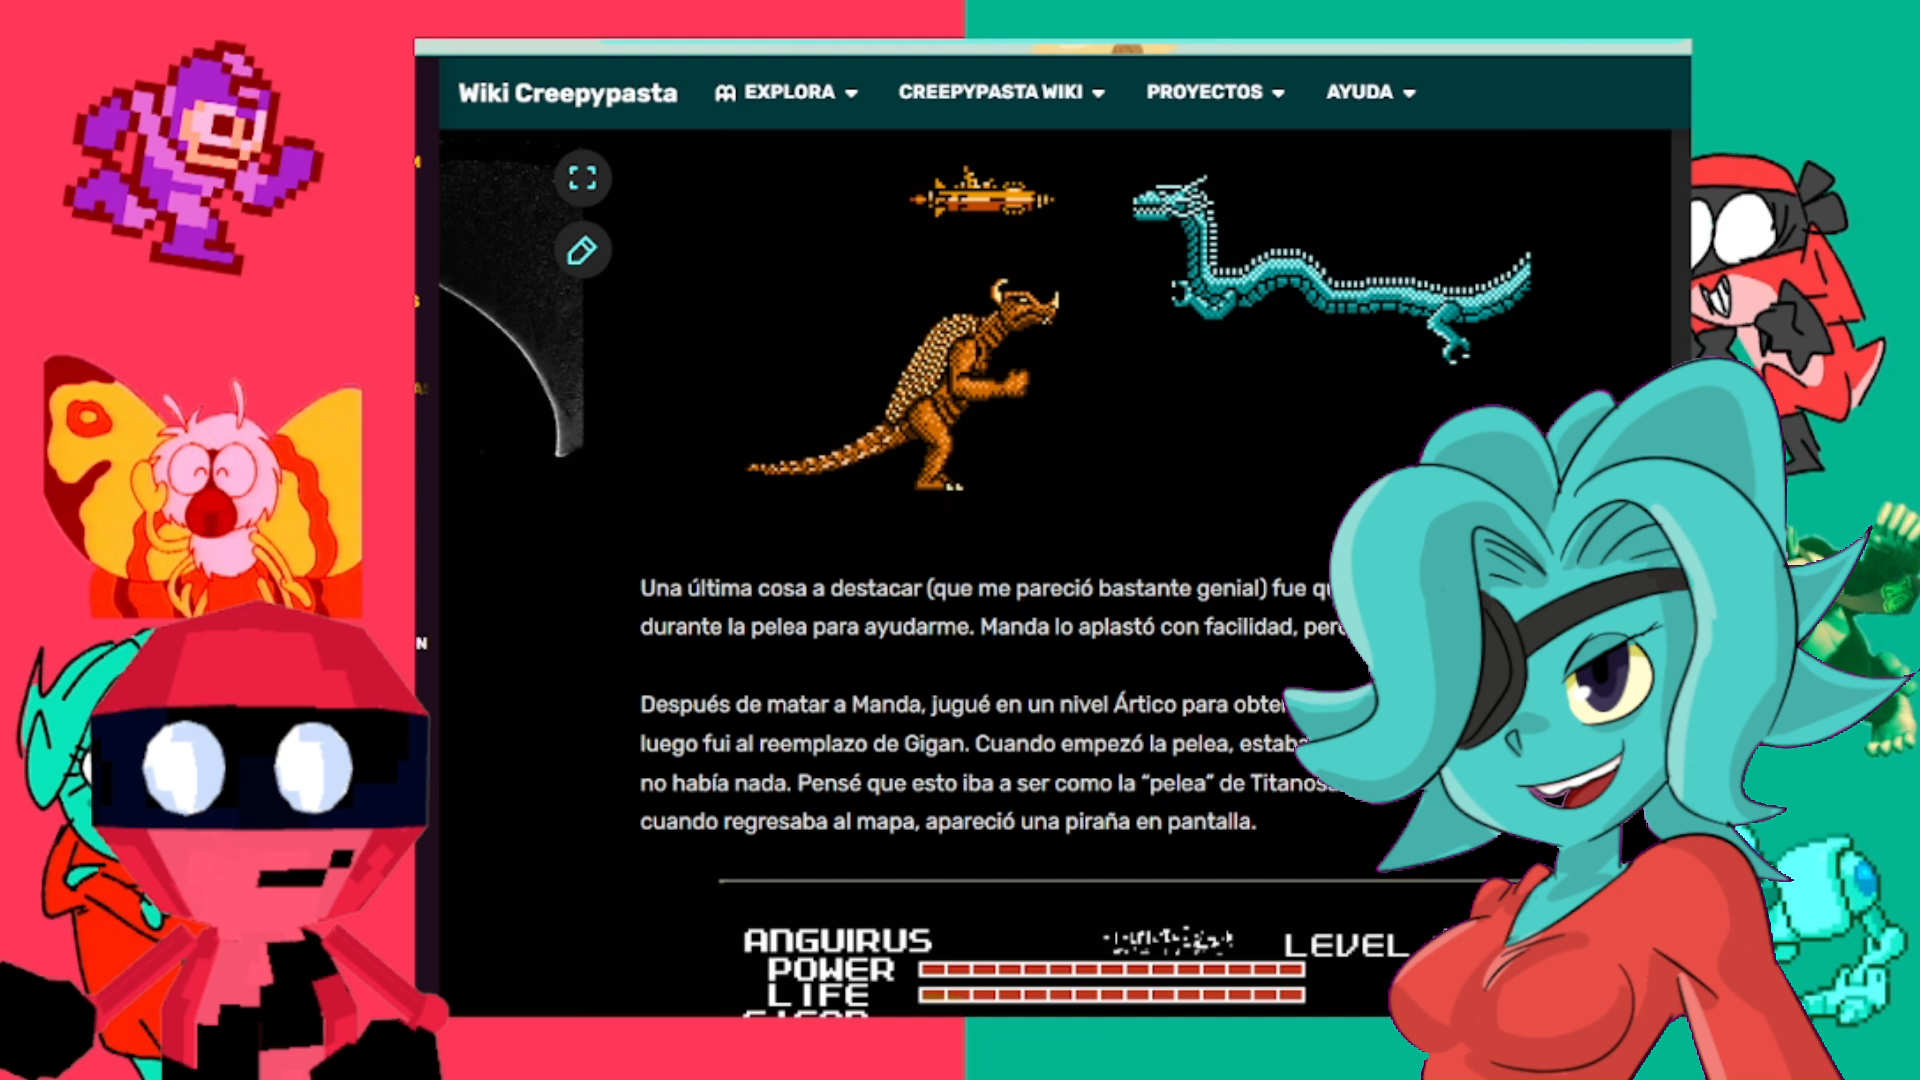 Wiki Creepypasta EXPLORA CREEPYPASTA WIKI PROYECTOS AYUDA
Una última cosa a destacar (que me pareció bastante genial) fue
durante la pelea para ayudarme. Manda lo aplastó con facilidad,
Después de matar a Manda, jugué en un nivel Ártico para
luego fui al reemplazo de Gigan. Cuando empezó la pelea,
no había nada. Pensé que esto iba a ser como la “pelea” de
cuando regresaba al mapa, apareció una piraña en pantalla.
ANGUIRUS LEVEL
POWER
LIFE
N